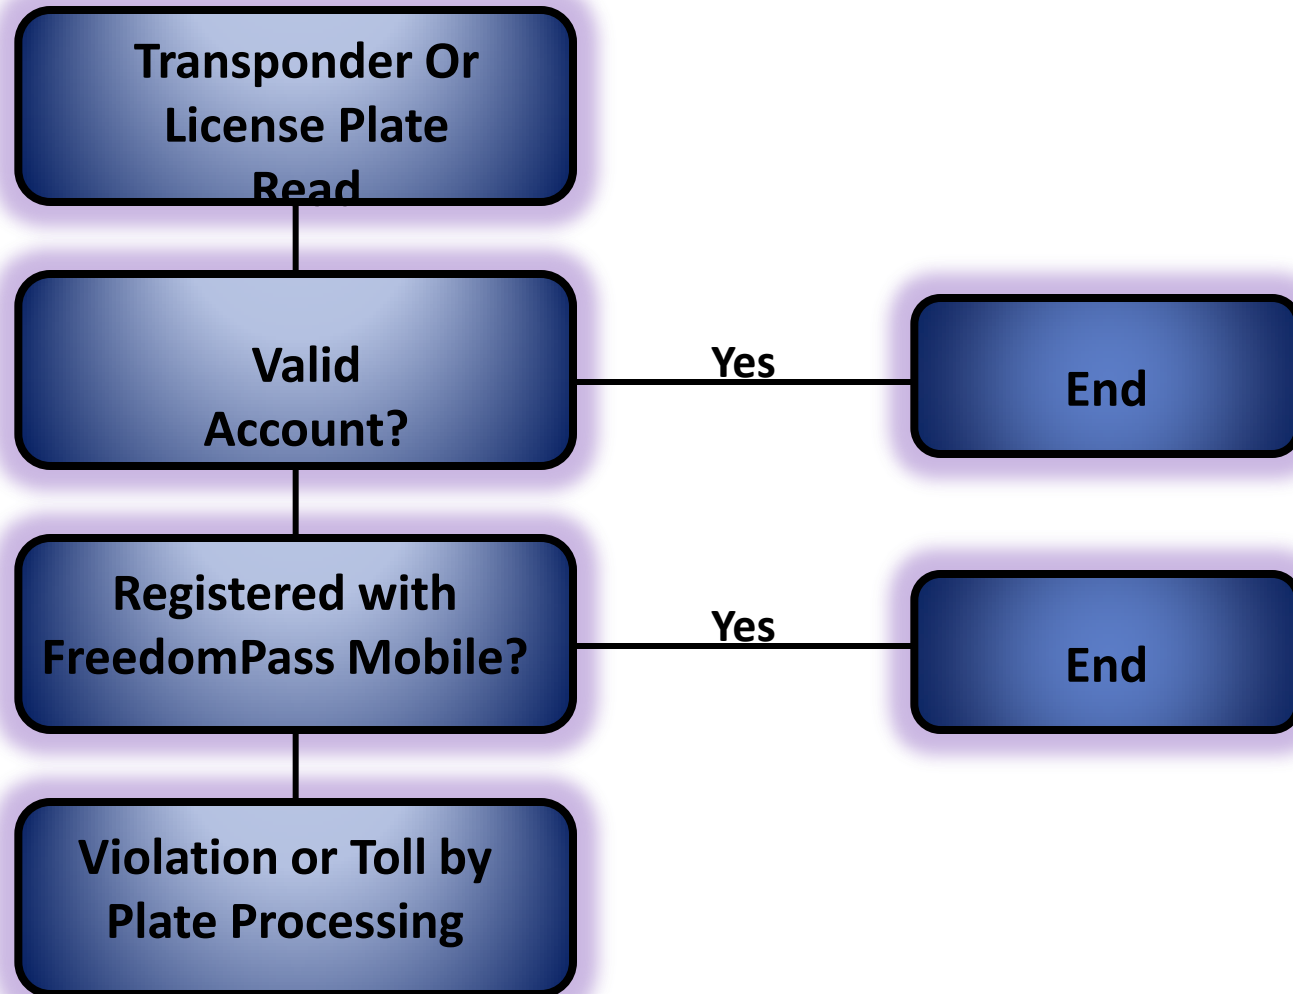 Transponder Or
License Plate
Read
Valid
Account?
Yes
End
Registered with
FreedomPass Mobile?
Yes
End
Violation or Toll by
Plate Processing